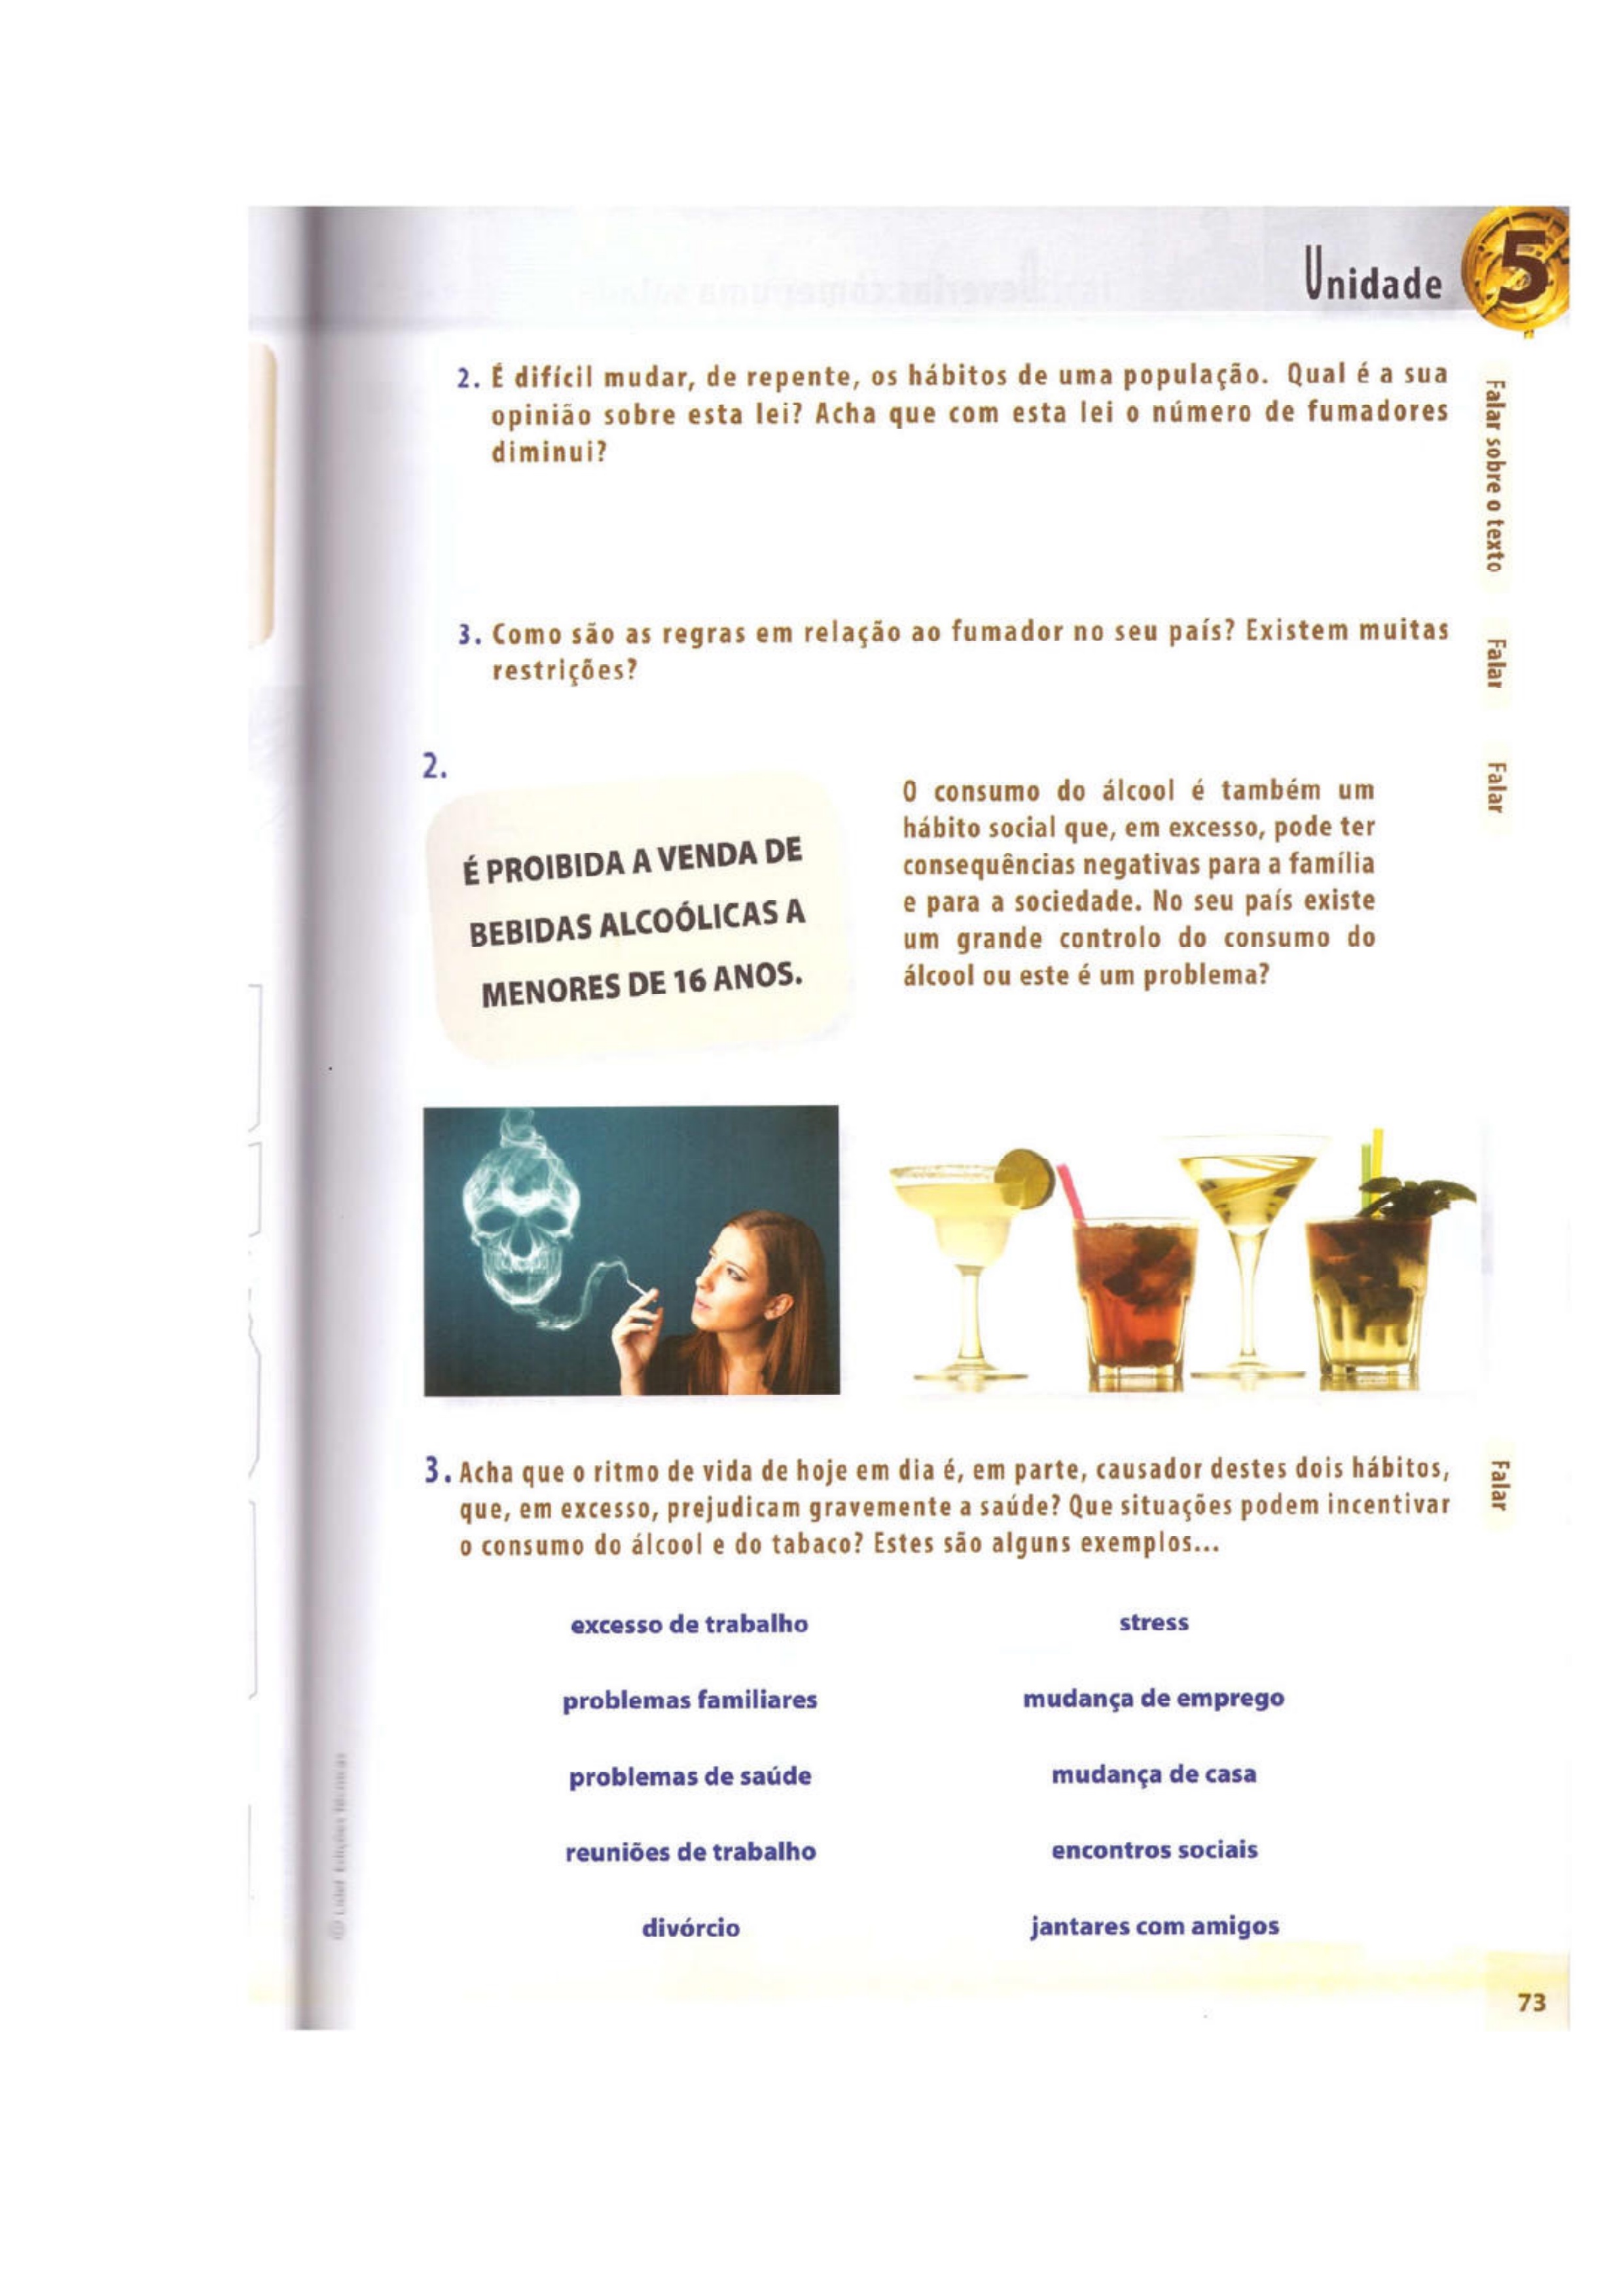 Unidade 5
2. É difícil mudar, de repente, os hábitos de uma população. Qual é a sua
opinião sobre esta lei? Acha que com esta lei o número de fumadores
diminui?
Falar sobre o texto
3. Como são as regras em relação ao fumador no seu país? Existem muitas
restrições?
Falar
2.
É PROIBIDA A VENDA DE
BEBIDAS ALCOÓLICAS A
MENORES DE 16 ANOS.
O consumo do álcool é também um
hábito social que, em excesso, pode ter
consequências negativas para a família
e para a sociedade. No seu país existe
um grande controlo do consumo do
álcool ou este é um problema?
Falar
3. Acha que o ritmo de vida de hoje em dia é, em parte, causador destes dois hábitos,
que, em excesso, prejudicam gravemente a saúde? Que situações podem incentivar
o consumo do álcool e do tabaco? Estes são alguns exemplos...
Falar
excesso de trabalho
stress
problemas familiares
mudança de emprego
problemas de saúde
mudança de casa
reuniões de trabalho
encontros sociais
divórcio
jantares com amigos
© Lidel Edições Técnicas
73